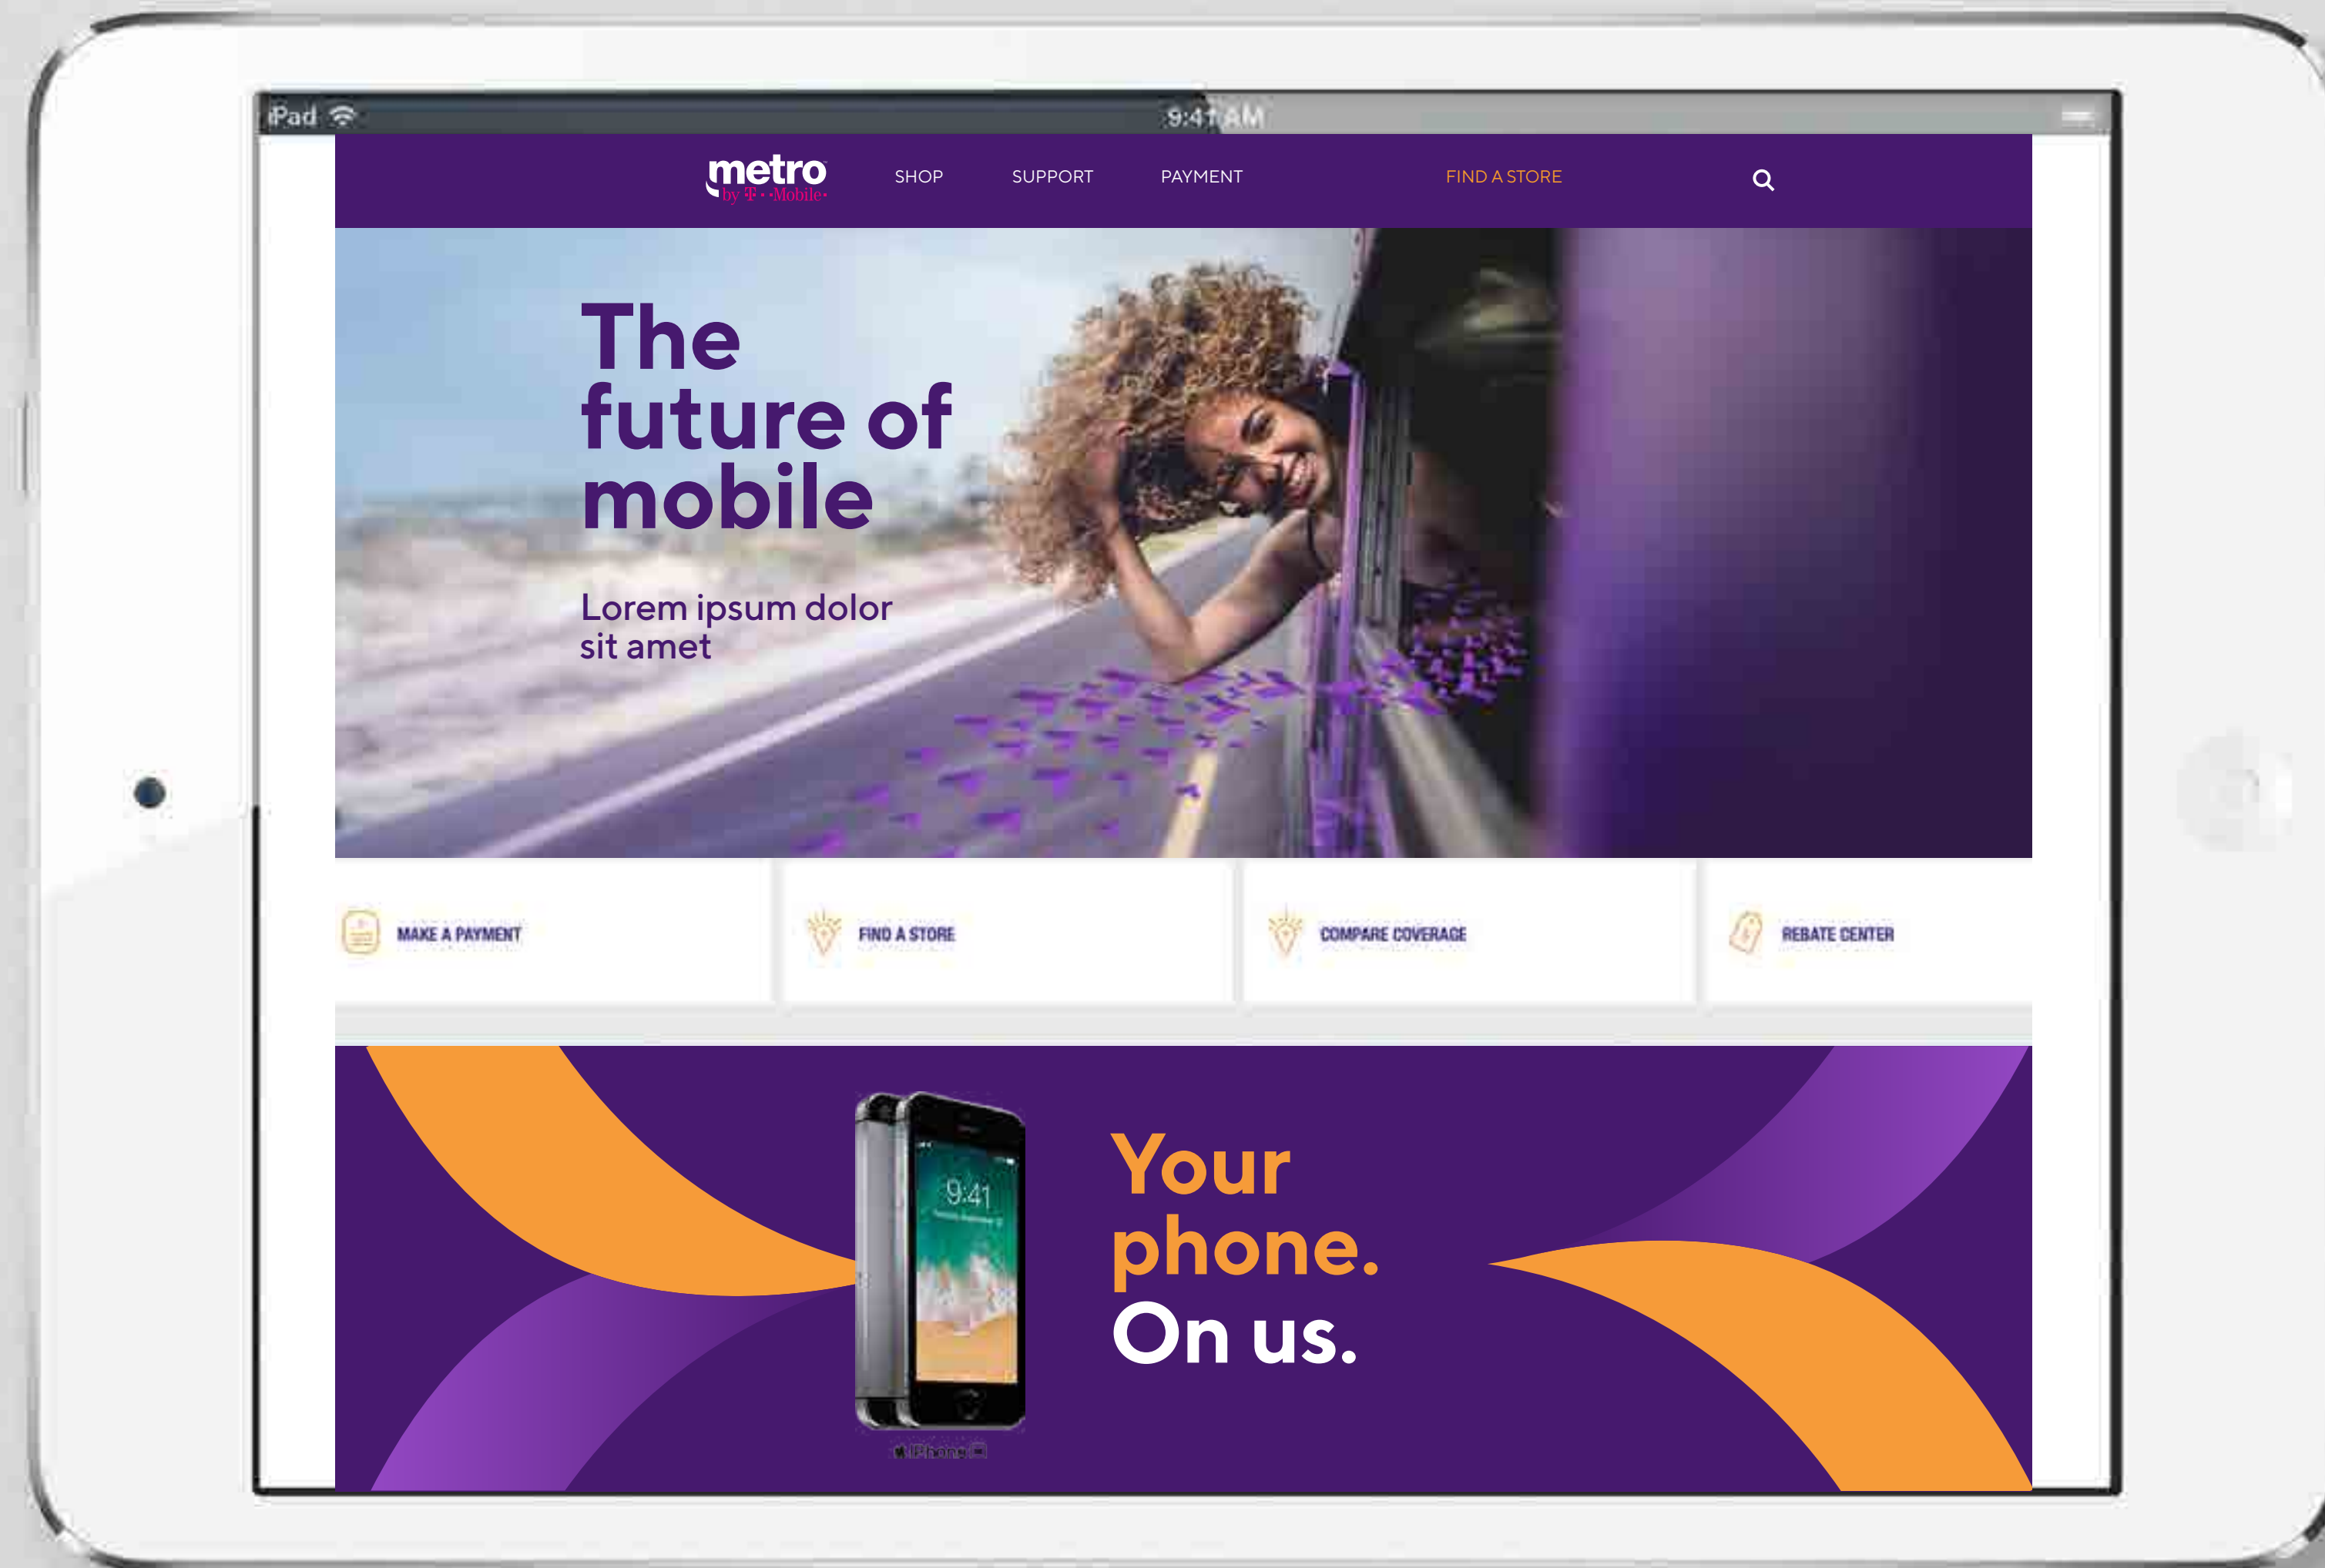 iPad
9:41 AM
metro
by T··Mobile·
SHOP
SUPPORT
PAYMENT
FIND A STORE
The
future of
mobile
Lorem ipsum dolor
sit amet
MAKE A PAYMENT
FIND A STORE
COMPARE COVERAGE
REBATE CENTER
9:41
Your
phone.
On us.
iPhone